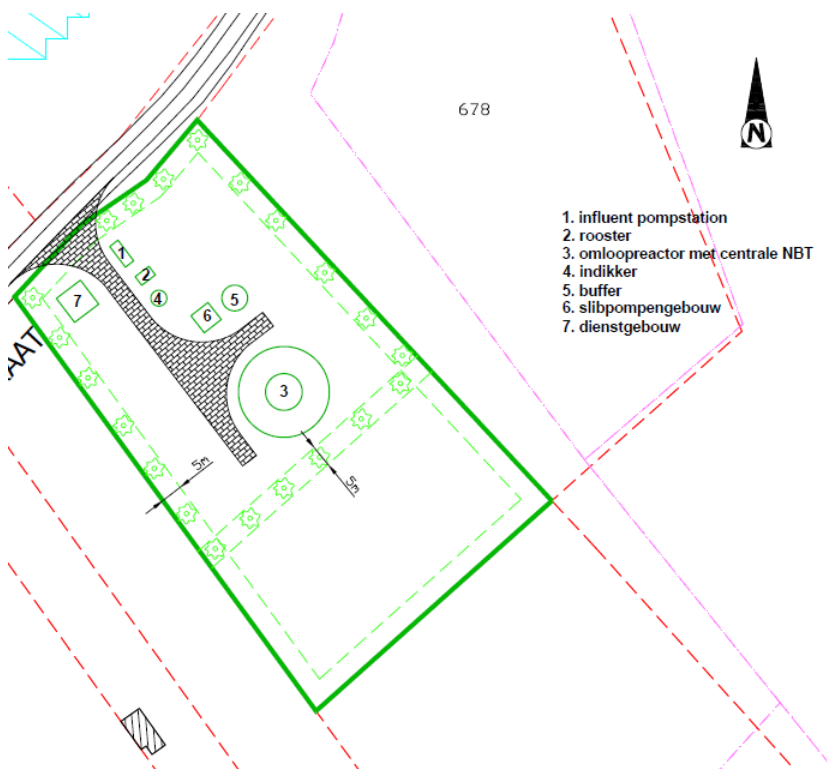 678
N
1. influent pompstation
2. rooster
3. omloopreactor met centrale NBT
4. indikker
5. buffer
6. slibpompengebouw
7. dienstgebouw
1
2
4
5
6
7
3
AAT
5m
5m